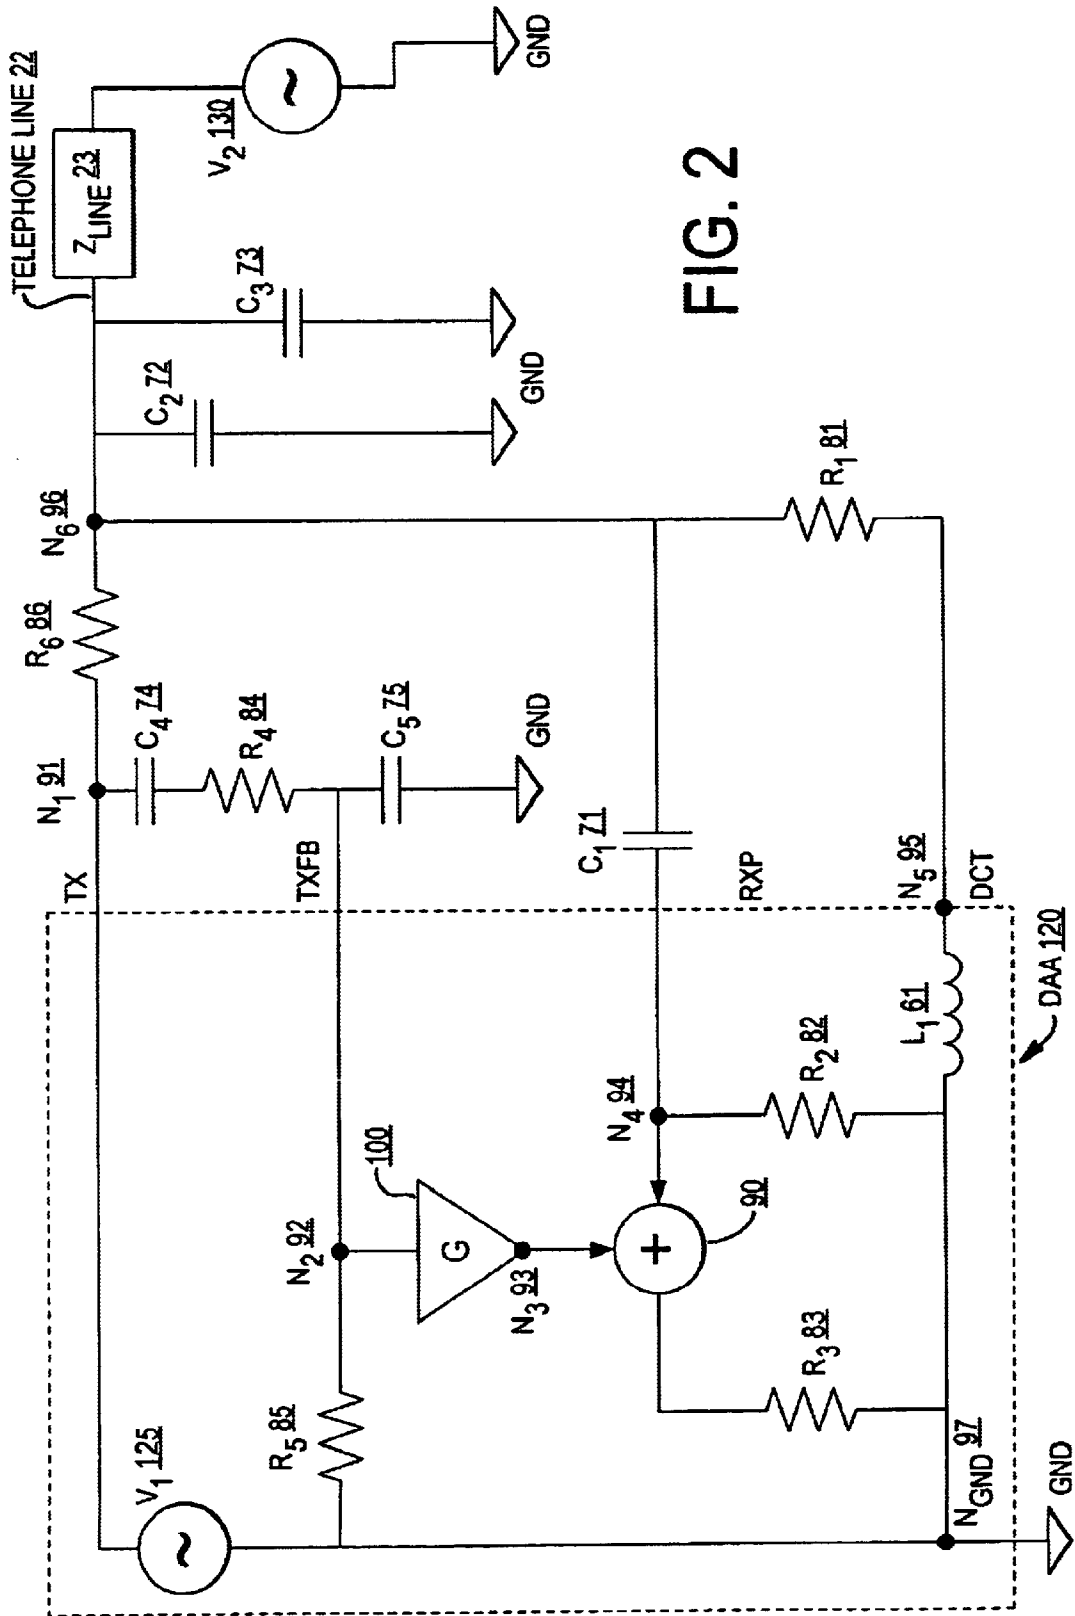 TELEPHONE LINE 22
ZLINE 23
V2 130
GND
C3 73
C2 72
GND
N6 96
R6 86
N1 91
C4 74
R4 84
C5 75
GND
TX
TXFB
C1 71
RXP
R1 81
N5 95
DCT
L1 61
DAA 120
N4 94
R2 82
100
G
N2 92
N3 93
+
90
R3 83
R5 85
V1 125
NGND 97
GND
FIG. 2